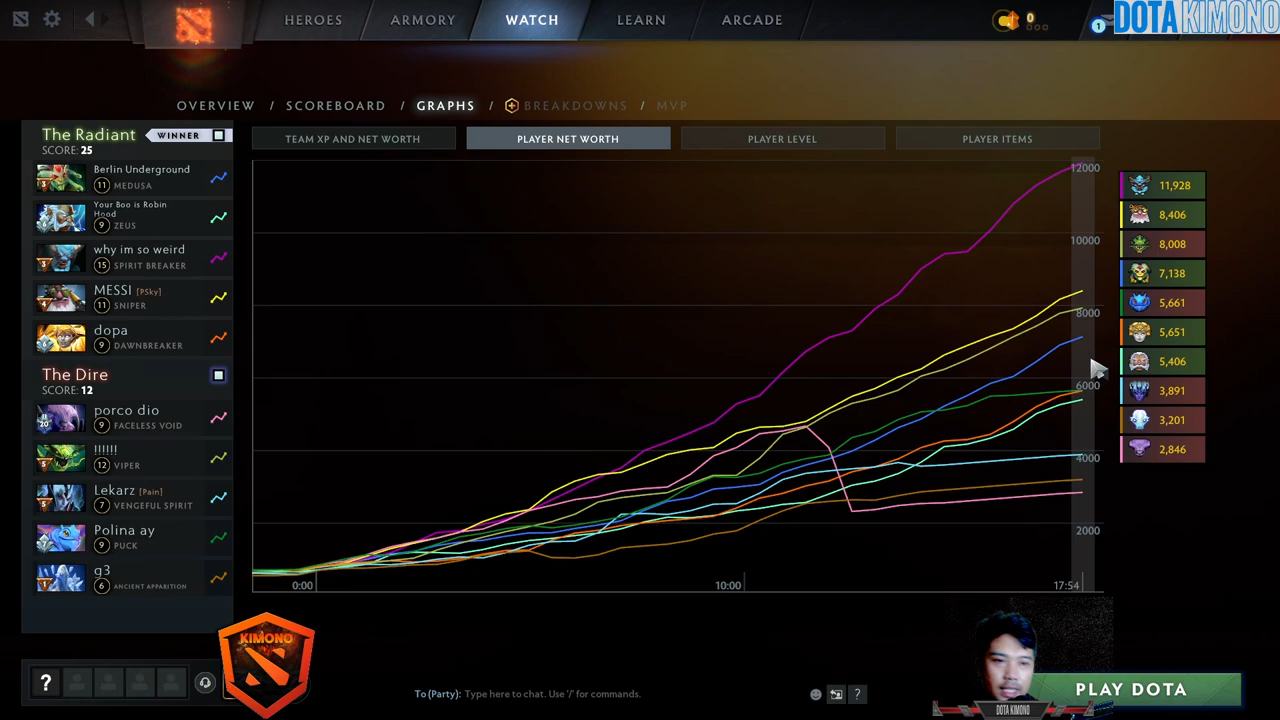 HEROES
ARMORY
WATCH
LEARN
ARCADE
0
1
DOTA KIMONO
OVERVIEW / SCOREBOARD / GRAPHS / BREAKDOWNS / MVP
The Radiant
WINNER
SCORE: 25
Berlin Underground
11 MEDUSA
Your Boo is Robin
Hood
9 ZEUS
why im so weird
15 SPIRIT BREAKER
MESSI [PSky]
11 SNIPER
dopa
9 DAWNBREAKER
The Dire
SCORE: 12
porco dio
9 FACELESS VOID
!!!!!!
12 VIPER
Lekarz [Pain]
7 VENGEFUL SPIRIT
Polina ay
9 PUCK
g3
6 ANCIENT APPARITION
TEAM XP AND NET WORTH
PLAYER NET WORTH
PLAYER LEVEL
PLAYER ITEMS
12000
10000
8000
6000
4000
2000
0:00
10:00
17:54
11,928
8,406
8,008
7,138
5,661
5,651
5,406
3,891
3,201
2,846
?
KIMONO
To (Party): Type here to chat. Use '/' for commands.
?
DOTA KIMONO
PLAY DOTA